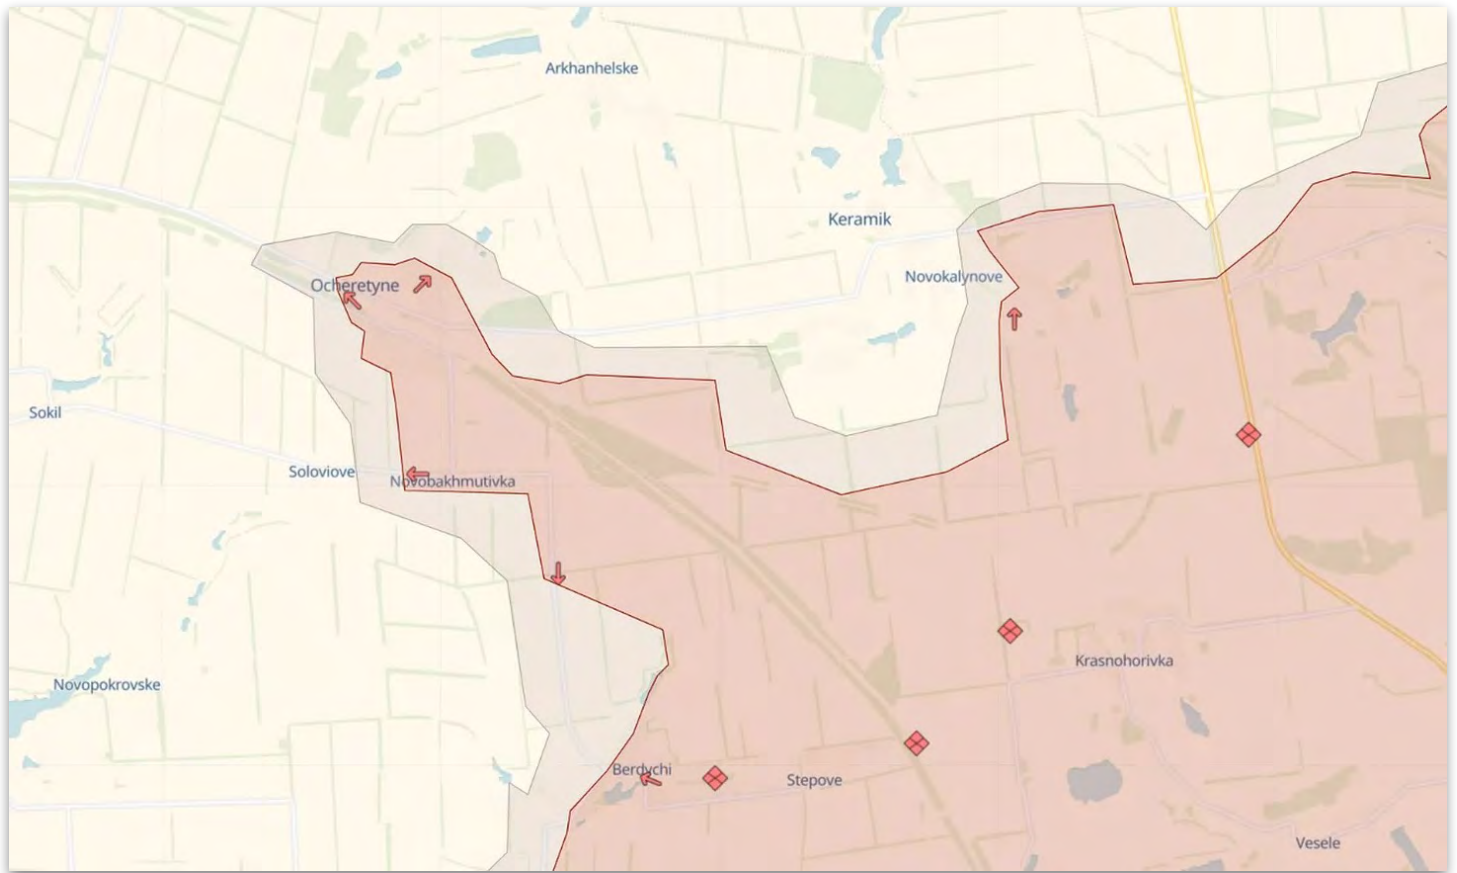 Arkhanhelske
Keramik
Novokalynove
Ocheretyne
Sokil
Soloviove
Novobakhmutivka
Krasnohorivka
Novopokrovske
Berdychi
Stepove
Vesele